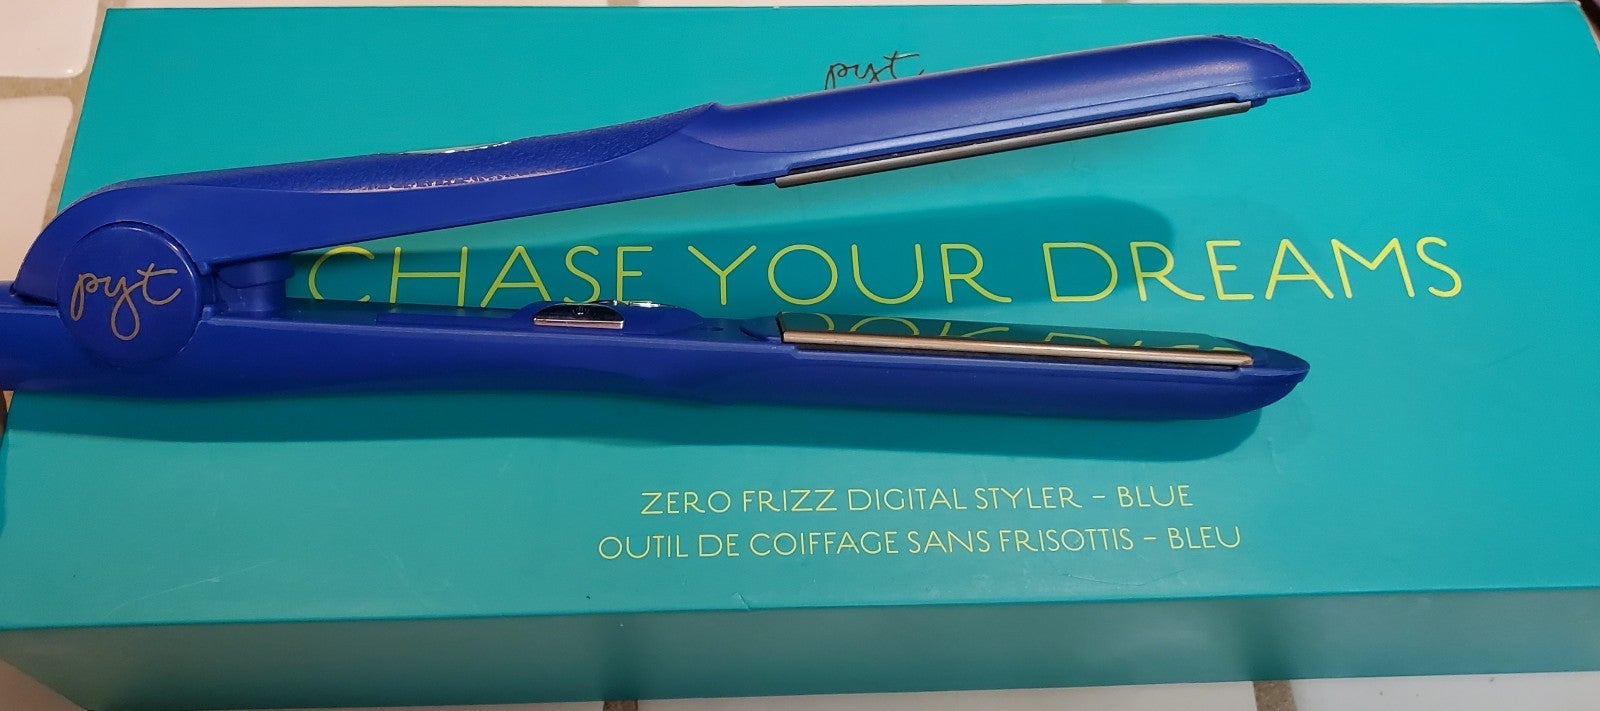 pyt
CHASE YOUR DREAMS
pyt
ZERO FRIZZ DIGITAL STYLER – BLUE
OUTIL DE COIFFAGE SANS FRISOTTIS – BLEU